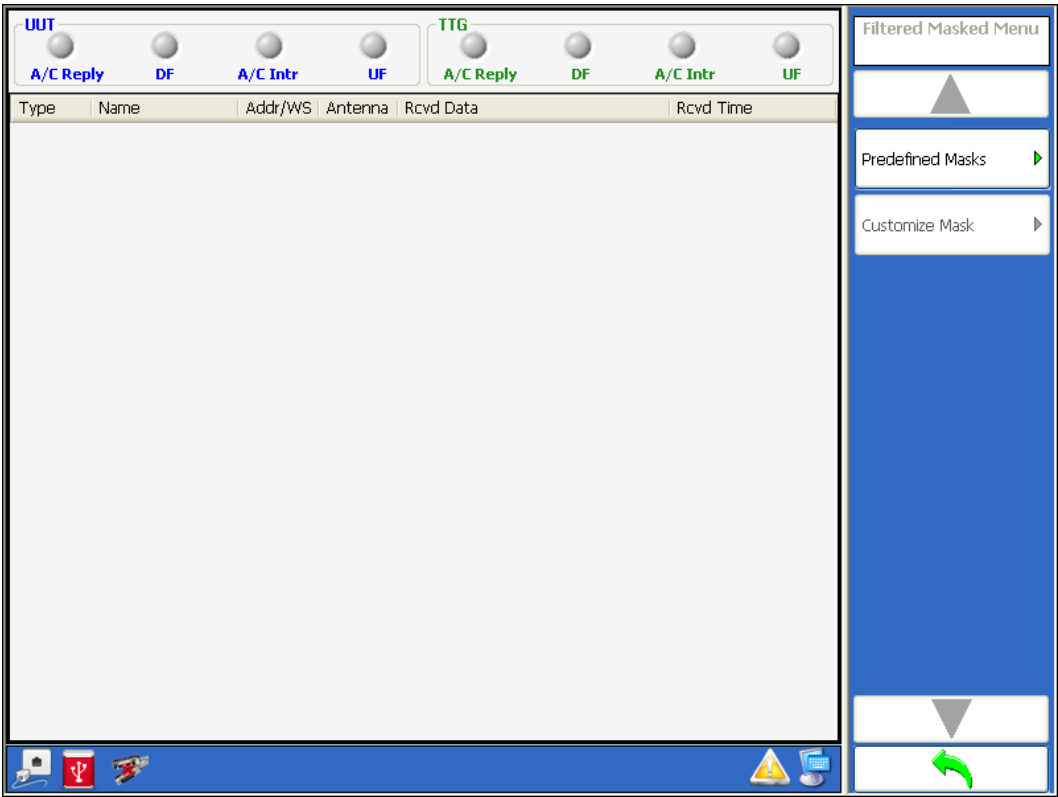 UUT
A/C Reply DF A/C Intr UF
TTG
A/C Reply DF A/C Intr UF
Type Name Addr/WS Antenna Rcvd Data Rcvd Time
Filtered Masked Menu
Predefined Masks
Customize Mask